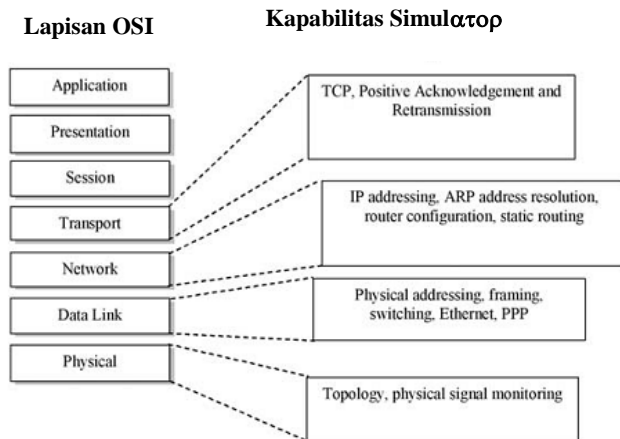 Lapisan OSI
Kapabilitas Simulατορ
Application
Presentation
Session
Transport
Network
Data Link
Physical
TCP, Positive Acknowledgement and
Retransmission
IP addressing, ARP address resolution,
router configuration, static routing
Physical addressing, framing,
switching, Ethernet, PPP
Topology, physical signal monitoring